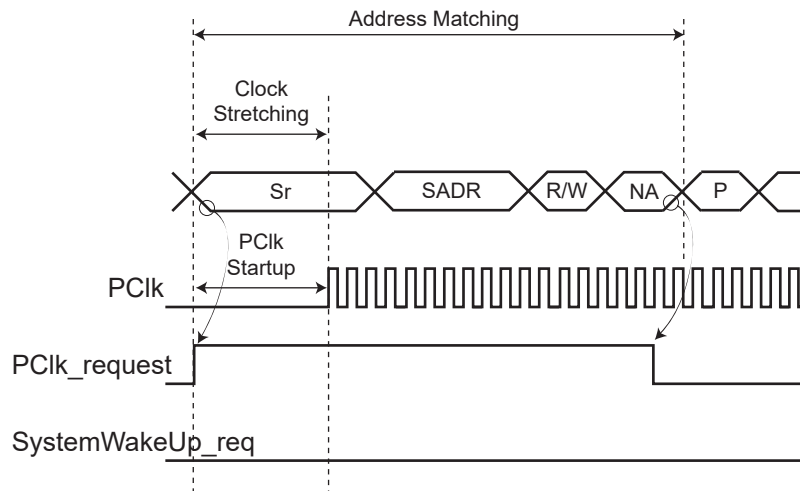 Address Matching
Clock
Stretching
Sr
SADR
R/W
NA
P
PClk
Startup
PClk
PClk_request
SystemWakeUp_req